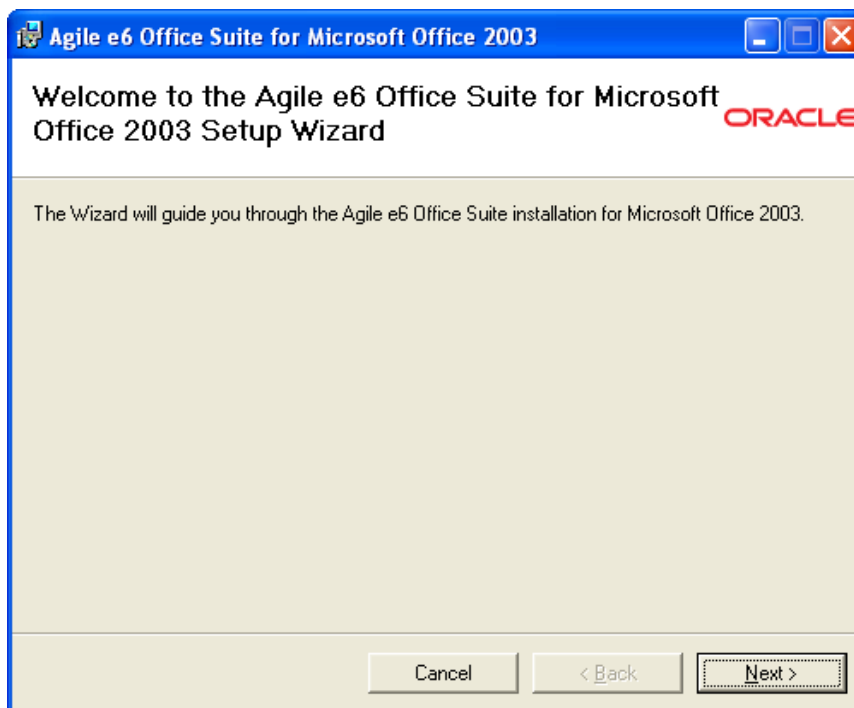 Agile e6 Office Suite for Microsoft Office 2003
Welcome to the Agile e6 Office Suite for Microsoft
Office 2003 Setup Wizard
ORACLE
The Wizard will guide you through the Agile e6 Office Suite installation for Microsoft Office 2003.
Cancel
< Back
Next >